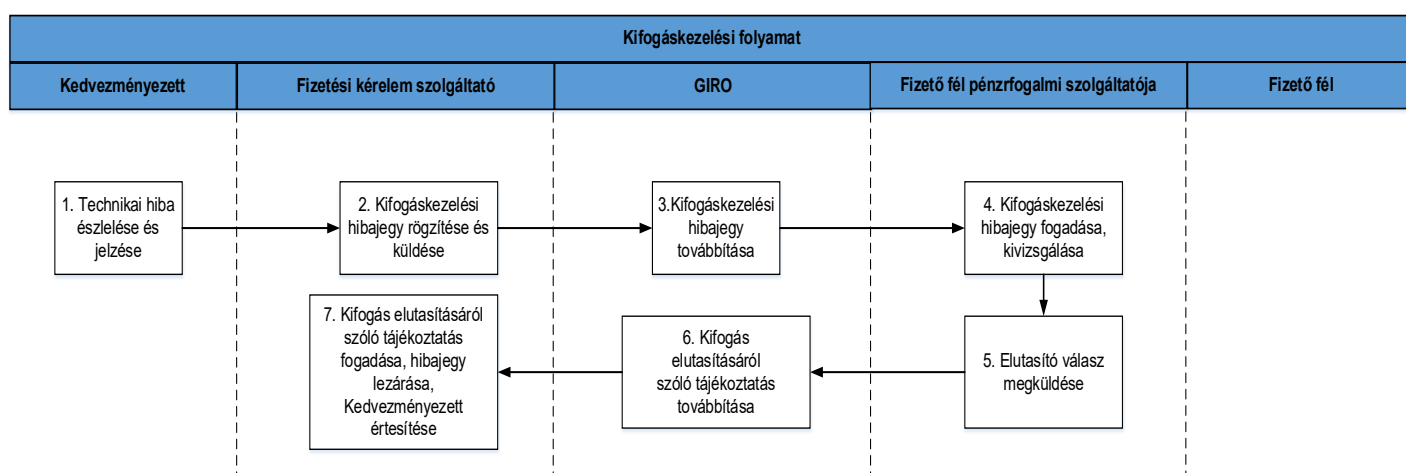 Kifogáskezelési folyamat
Kedvezményezett
Fizetési kérelem szolgáltató
GIRO
Fizető fél pénzrfogalmi szolgáltatója
Fizető fél
1. Technikai hiba
észlelése és
jelzése
2. Kifogáskezelési
hibajegy rögzítése és
küldése
3.Kifogáskezelési
hibajegy
továbbítása
4. Kifogáskezelési
hibajegy fogadása,
kivizsgálása
7. Kifogás elutasításáról
szóló tájékoztatás
fogadása, hibajegy
lezárása,
Kedvezményezett
értesítése
6. Kifogás
elutasításáról
szóló tájékoztatás
továbbítása
5. Elutasító válasz
megküldése